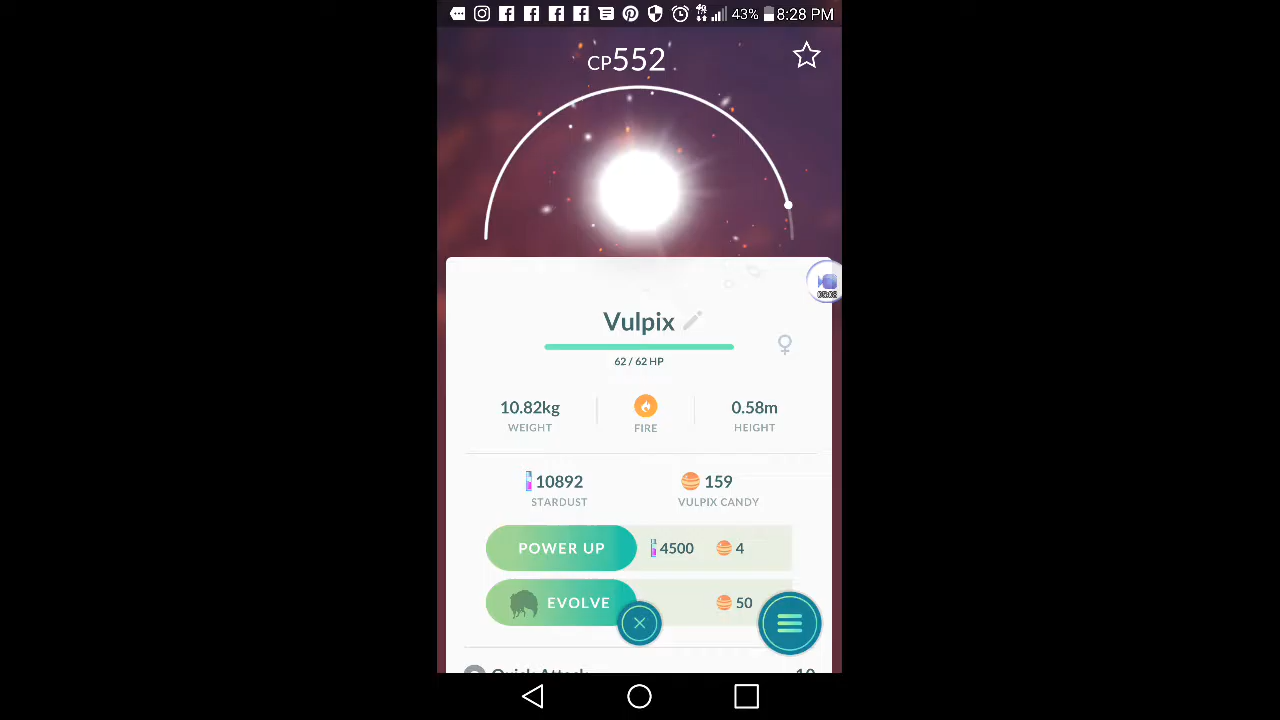 43% 8:28 PM
CP552
Vulpix
62 / 62 HP
10.82kg
WEIGHT
FIRE
0.58m
HEIGHT
10892
STARDUST
159
VULPIX CANDY
POWER UP 4500 4
EVOLVE 50